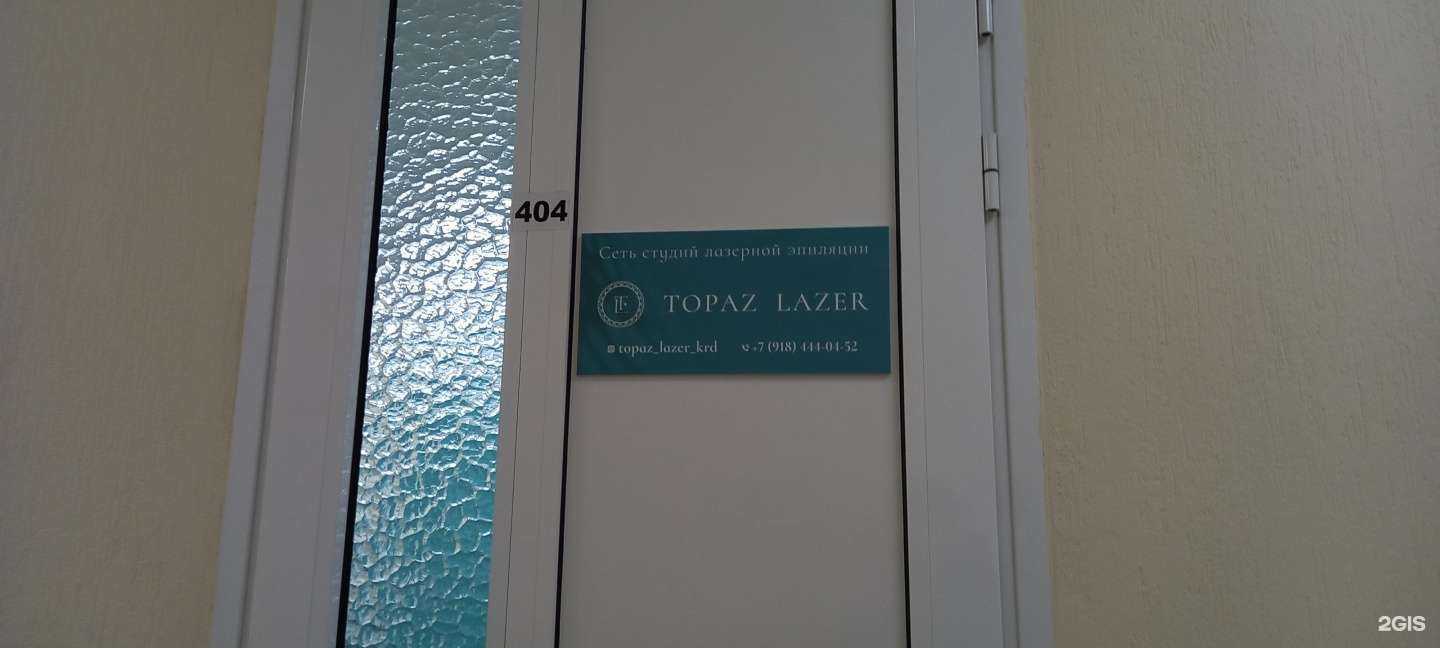 404
Сеть студий лазерной эпиляции
TOPAZ LAZER
topaz_lazer_krd +7 (918) 444-04-52
2GIS